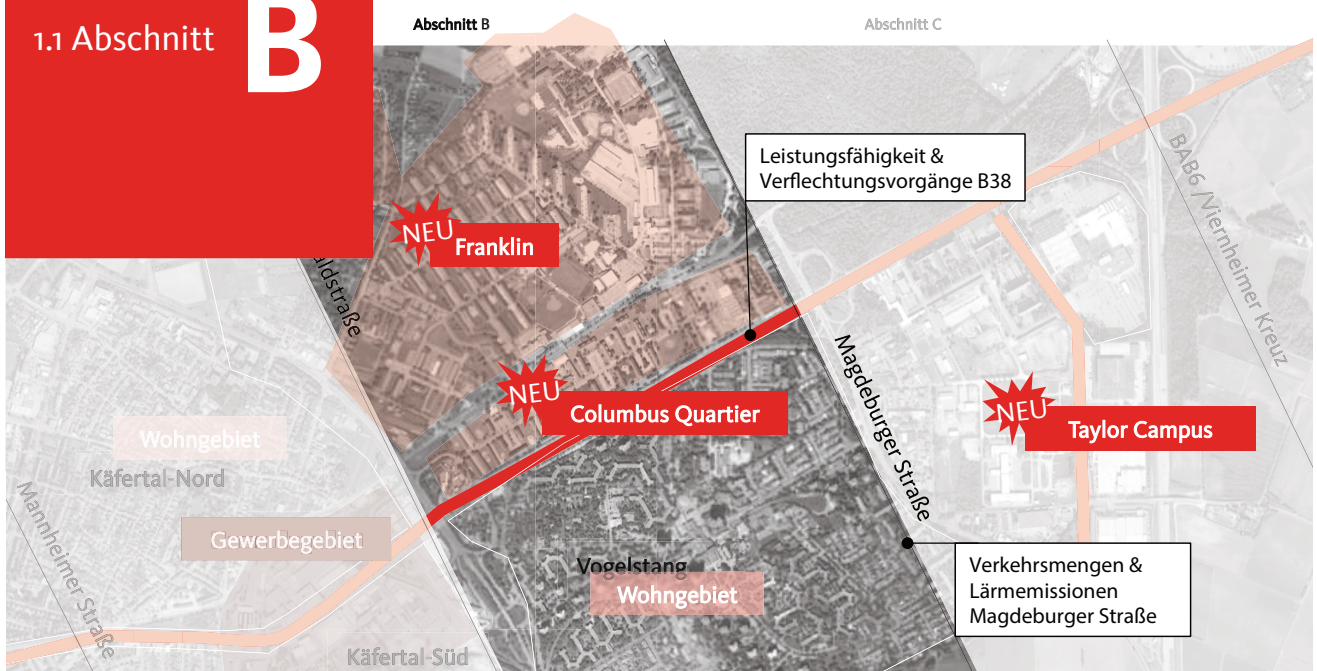 1.1 Abschnitt B
Abschnitt B
Abschnitt C
Leistungsfähigkeit &
Verflechtungsvorgänge B38
BAB6 /Viernheimer Kreuz
NEU
Franklin
aldstraße
NEU
Columbus Quartier
Magdeburger Straße
NEU
Taylor Campus
Wohngebiet
Käfertal-Nord
Mannheimer Straße
Gewerbegebiet
Vogelstang
Wohngebiet
Verkehrsmengen &
Lärmemissionen
Magdeburger Straße
Käfertal-Süd